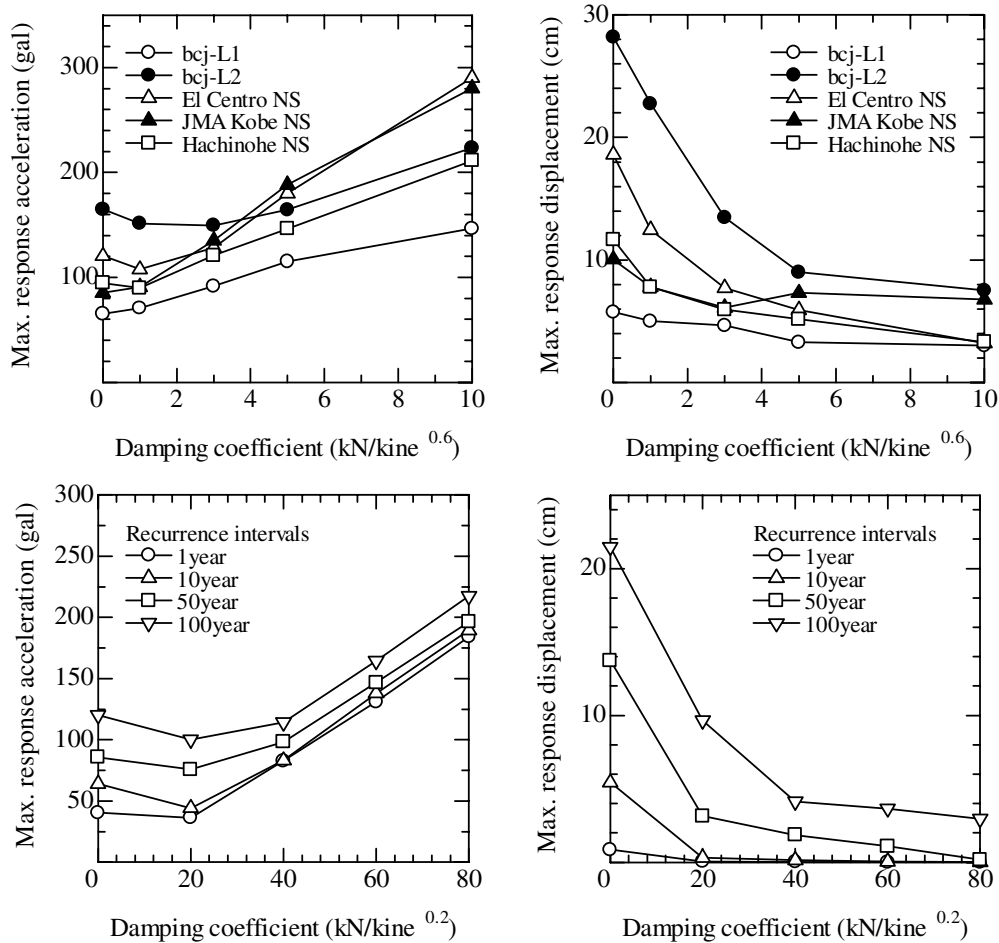 Max. response acceleration (gal)
300
200
100
0
bcj-L1
bcj-L2
El Centro NS
JMA Kobe NS
Hachinohe NS
0 2 4 6 8 10
Damping coefficient (kN/kine 0.6)
Max. response displacement (cm)
30
20
10
0
bcj-L1
bcj-L2
El Centro NS
JMA Kobe NS
Hachinohe NS
0 2 4 6 8 10
Damping coefficient (kN/kine 0.6)
Max. response acceleration (gal)
300
250
200
150
100
50
Recurrence intervals
1year
10year
50year
100year
0 20 40 60 80
Damping coefficient (kN/kine 0.2)
Max. response displacement (cm)
20
10
0
Recurrence intervals
1year
10year
50year
100year
0 20 40 60 80
Damping coefficient (kN/kine 0.2)